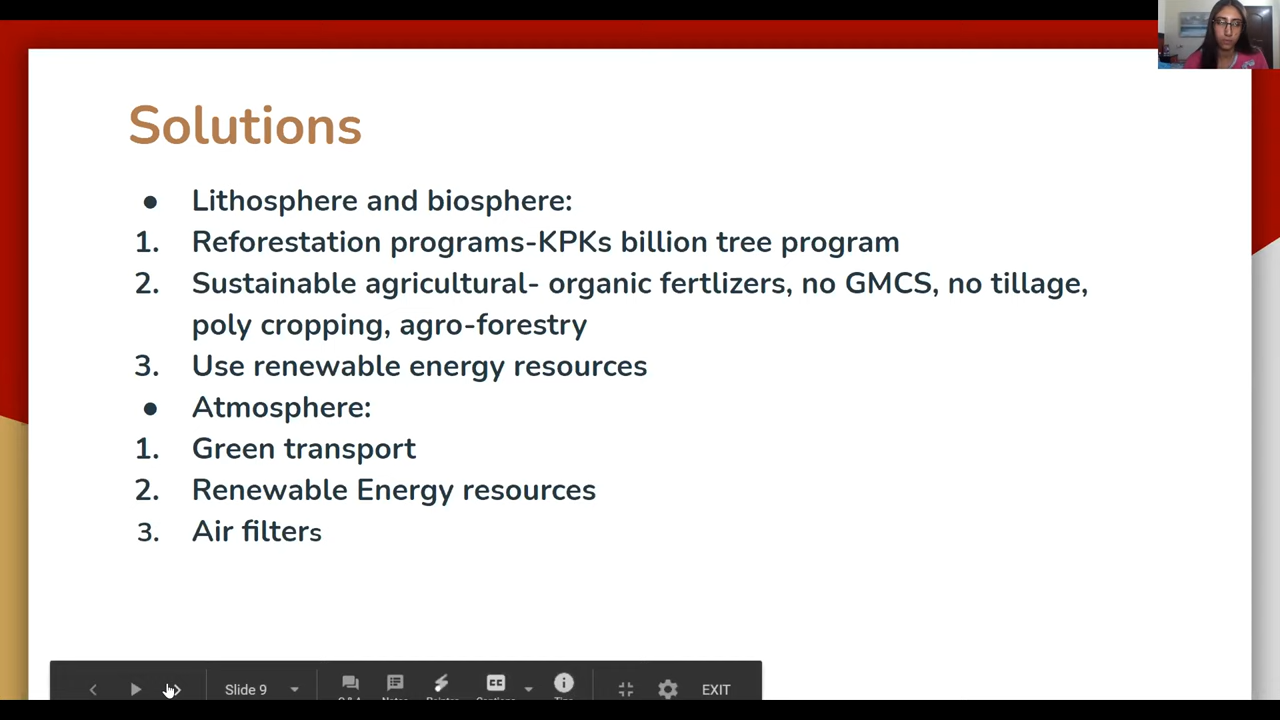 Solutions
● Lithosphere and biosphere:
1. Reforestation programs-KPKs billion tree program
2. Sustainable agricultural- organic fertlizers, no GMCS, no tillage,
poly cropping, agro-forestry
3. Use renewable energy resources
● Atmosphere:
1. Green transport
2. Renewable Energy resources
3. Air filters
Slide 9 CC EXIT